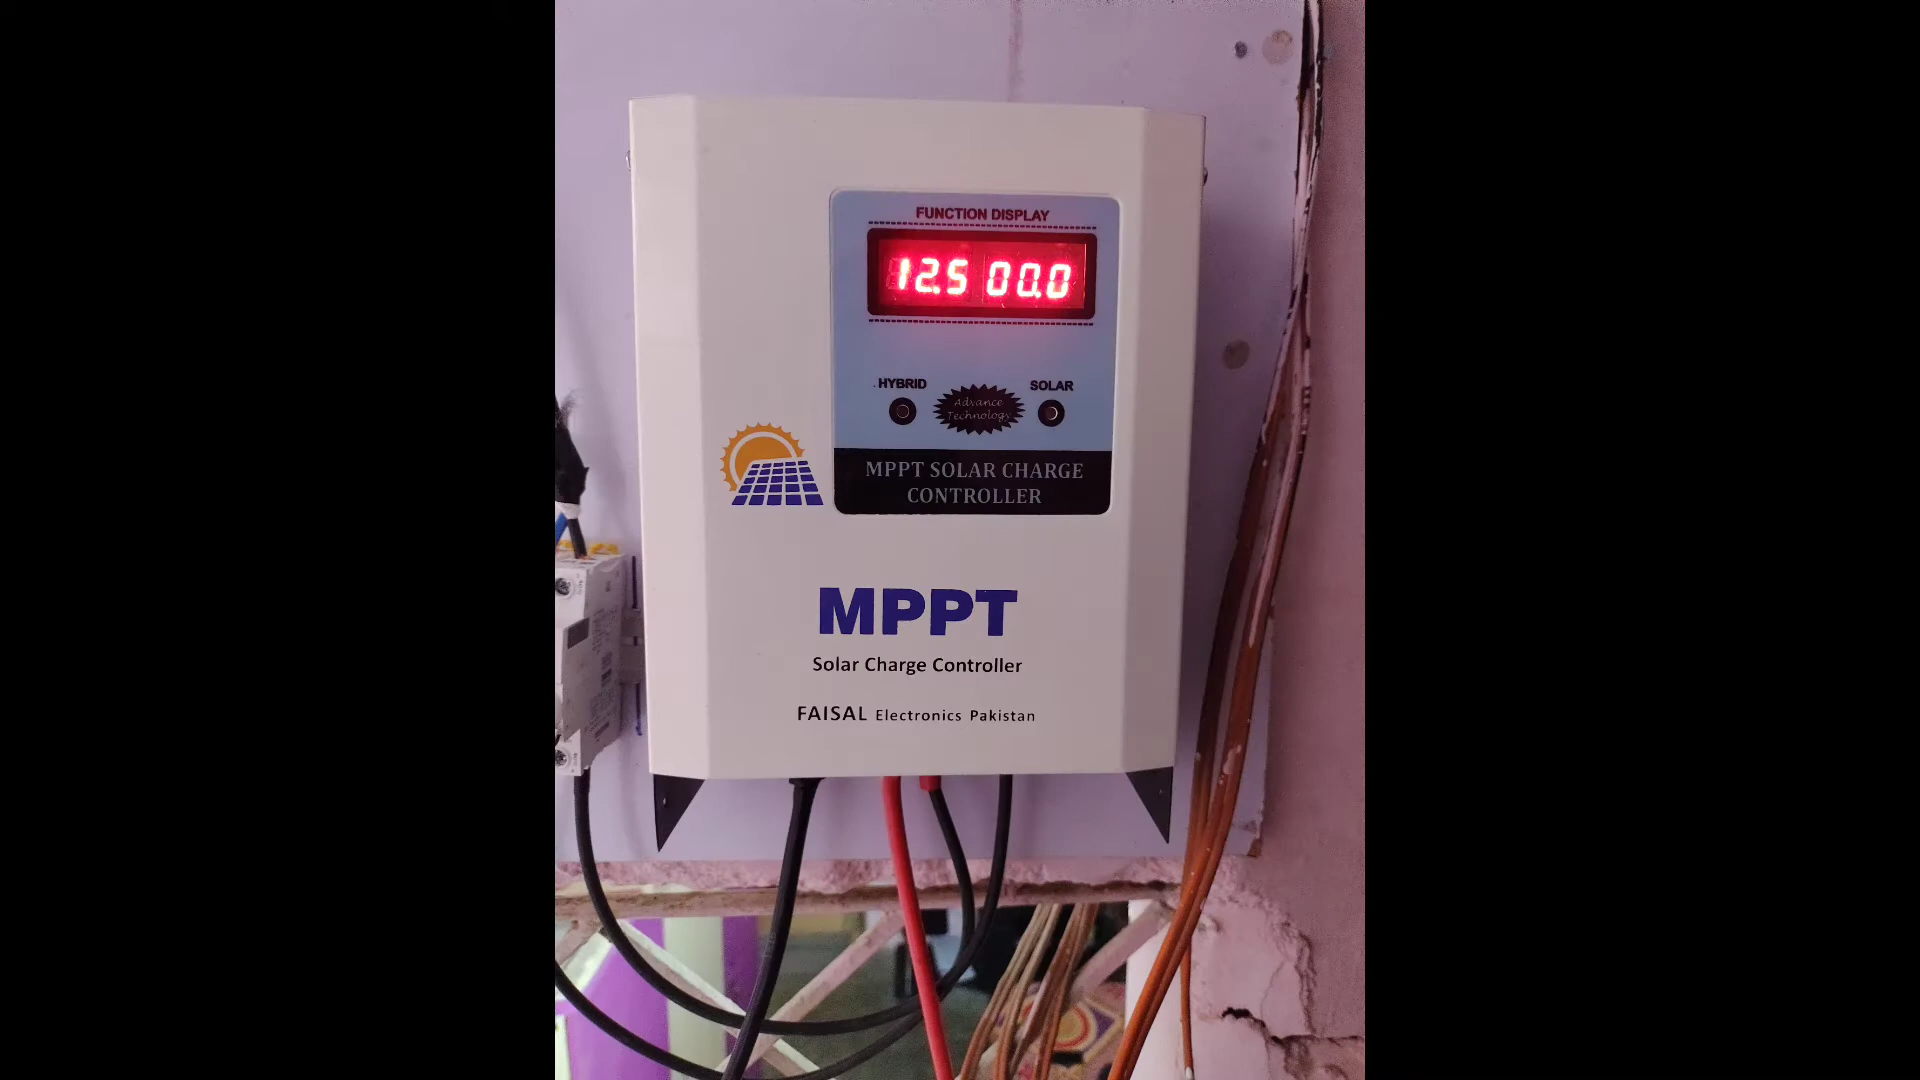 FUNCTION DISPLAY
12.5 00.0
HYBRID
SOLAR
Advance
Technology
MPPT SOLAR CHARGE
CONTROLLER
MPPT
Solar Charge Controller
FAISAL Electronics Pakistan